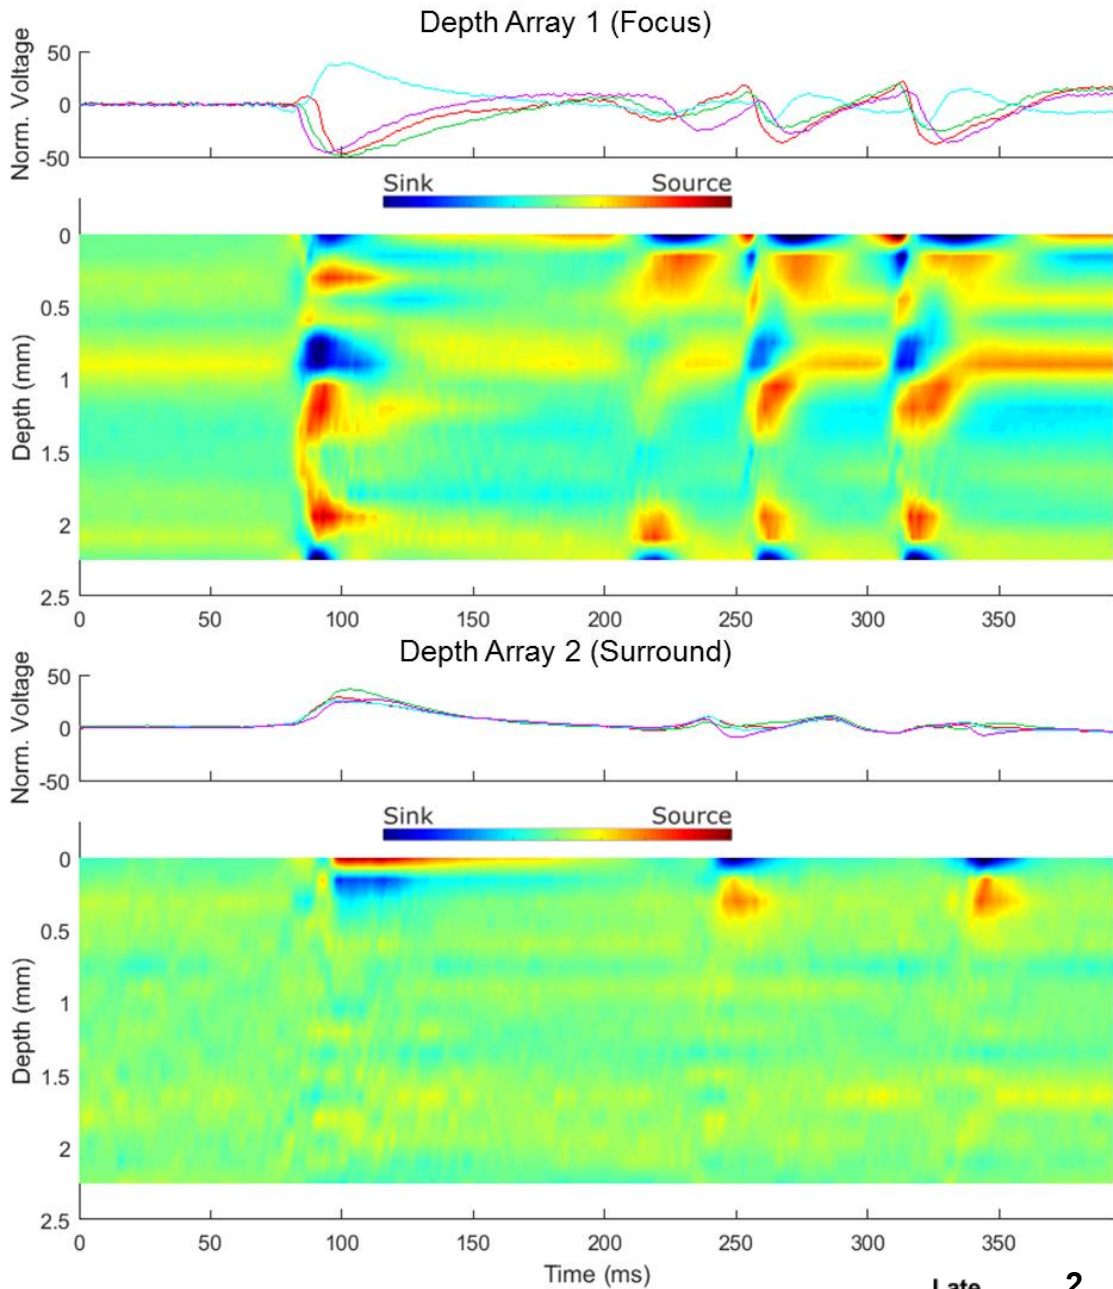 Depth Array 1 (Focus)
Norm. Voltage
50
0
-50
Sink Source
Depth (mm)
0
0.5
1
1.5
2
2.5
0 50 100 150 200 250 300 350
Depth Array 2 (Surround)
Norm. Voltage
50
0
-50
Sink Source
Depth (mm)
0
0.5
1
1.5
2
2.5
0 50 100 150 200 250 300 350
Time (ms)
Late 2